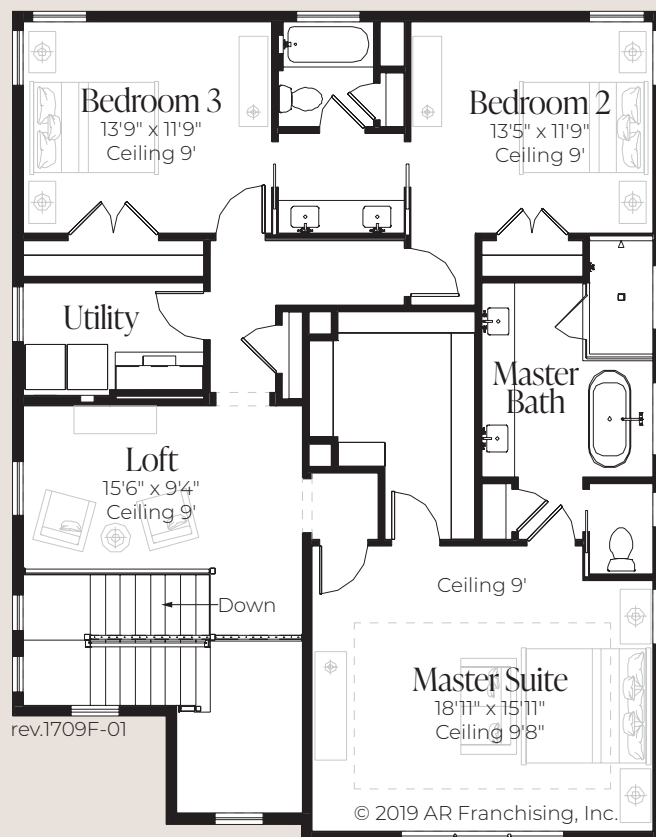 Bedroom 3
13'9" x 11'9"
Ceiling 9'
Bedroom 2
13'5" x 11'9"
Ceiling 9'
Utility
Master
Bath
Loft
15'6" x 9'4"
Ceiling 9'
Ceiling 9'
Down
Master Suite
18'11" x 15'11"
Ceiling 9'8"
rev.1709F-01
© 2019 AR Franchising, Inc.